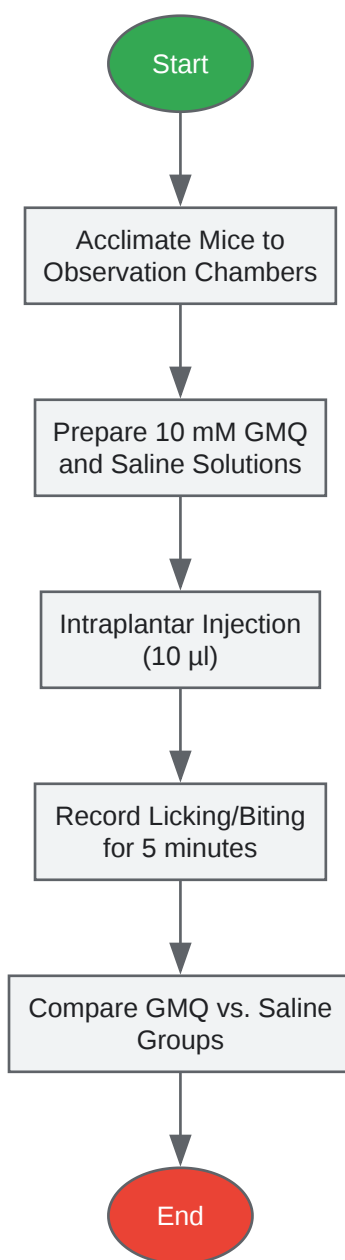 Start
Acclimate Mice to
Observation Chambers
Prepare 10 mM GMQ
and Saline Solutions
Intraplantar Injection
(10 µl)
Record Licking/Biting
for 5 minutes
Compare GMQ vs. Saline
Groups
End